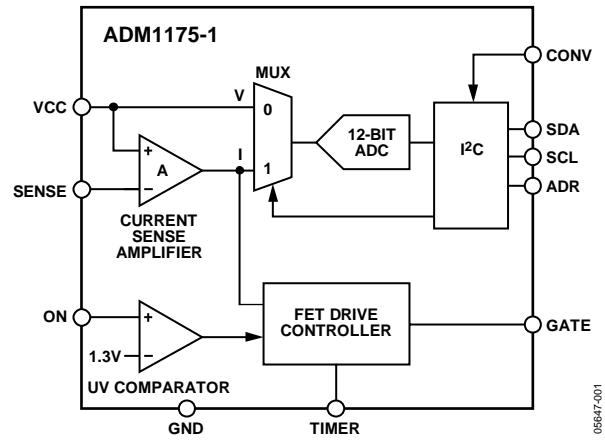 ADM1175-1
MUX
CONV
VCC
V
0
12-BIT
ADC
I²C
SDA
SCL
ADR
+
A
–
I
1
SENSE
CURRENT
SENSE
AMPLIFIER
ON
+
1.3V
–
FET DRIVE
CONTROLLER
GATE
UV COMPARATOR
GND
TIMER
05647-001